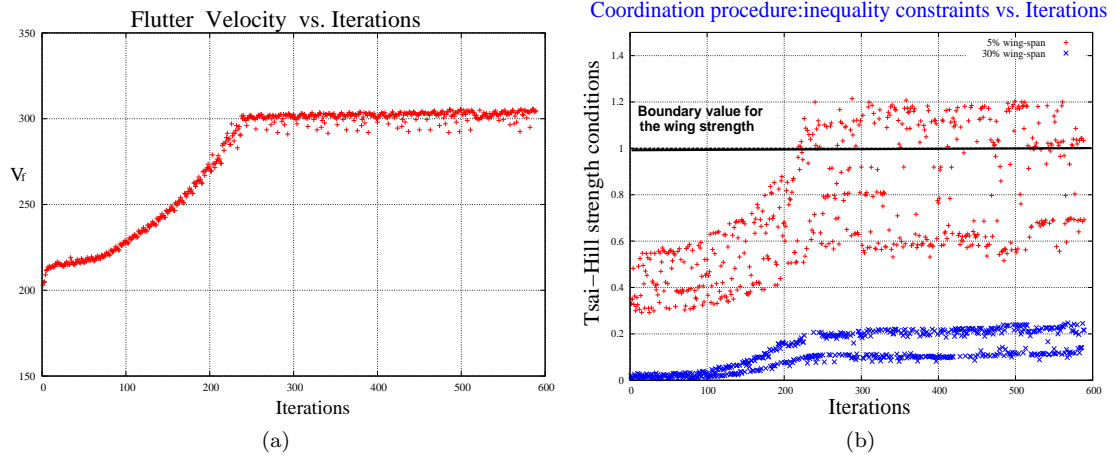 Flutter Velocity vs. Iterations
350
300
250
200
150
Vf
0
100
200
300
400
500
600
Iterations
(a)
Coordination procedure:inequality constraints vs. Iterations
5% wing-span
30% wing-span
Boundary value for
the wing strength
1.4
1.2
1
0.8
0.6
0.4
0.2
0
Tsai-Hill strength conditions
0
100
200
300
400
500
600
Iterations
(b)